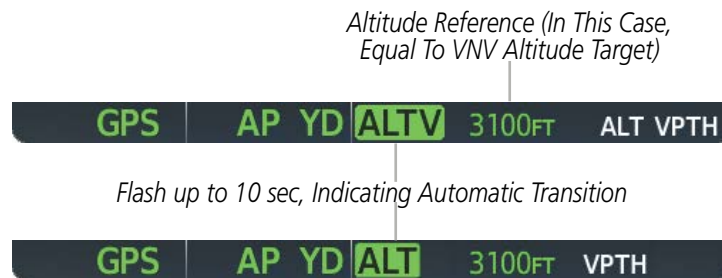 Altitude Reference (In This Case,
Equal To VNV Altitude Target)
GPS AP YD ALTV 3100FT ALT VPTH
Flash up to 10 sec, Indicating Automatic Transition
GPS AP YD ALT 3100FT VPTH